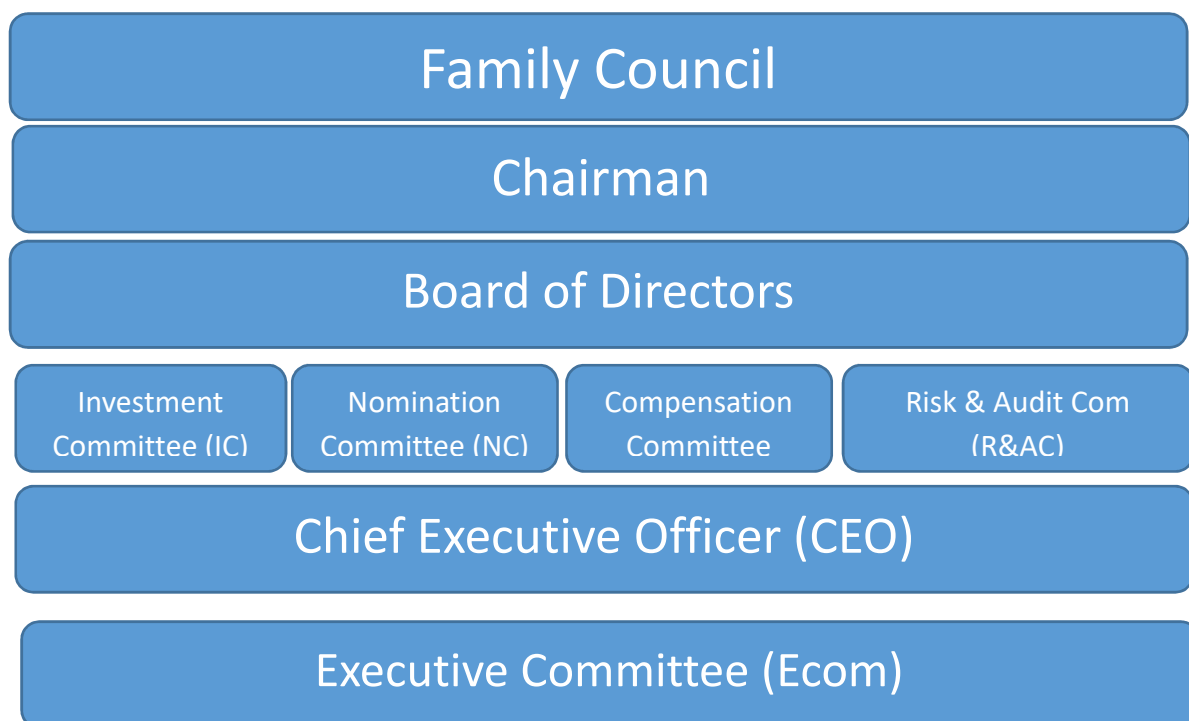 Family Council
Chairman
Board of Directors
Investment
Committee (IC)
Nomination
Committee (NC)
Compensation
Committee
Risk & Audit Com
(R&AC)
Chief Executive Officer (CEO)
Executive Committee (Ecom)